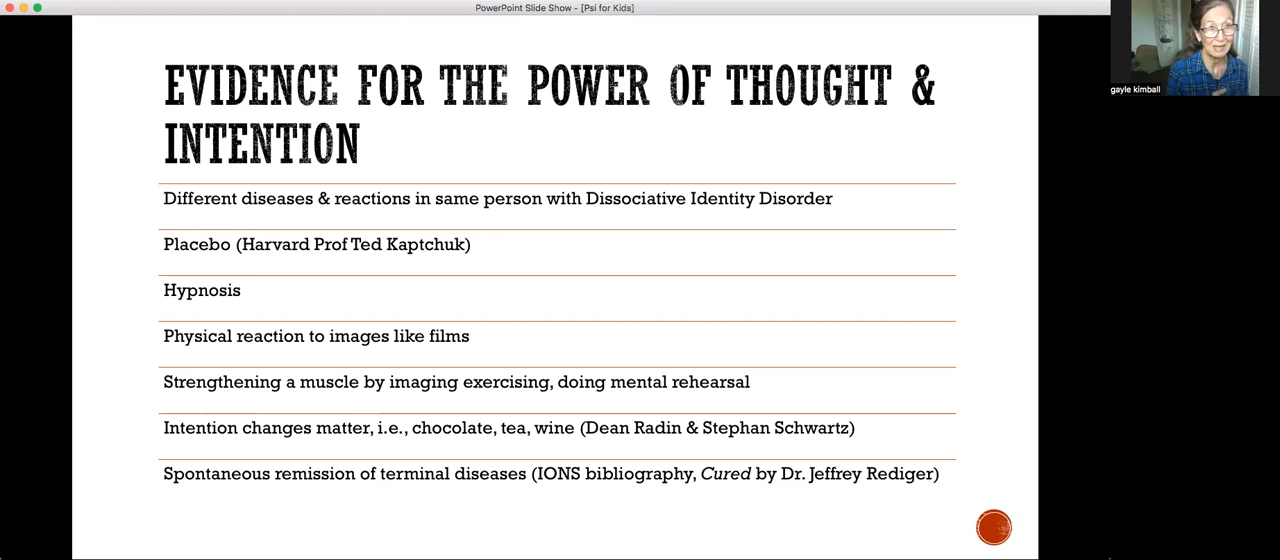 PowerPoint Slide Show - [Psi for Kids]
EVIDENCE FOR THE POWER OF THOUGHT &
INTENTION
Different diseases & reactions in same person with Dissociative Identity Disorder
Placebo (Harvard Prof Ted Kaptchuk)
Hypnosis
Physical reaction to images like films
Strengthening a muscle by imaging exercising, doing mental rehearsal
Intention changes matter, i.e., chocolate, tea, wine (Dean Radin & Stephan Schwartz)
Spontaneous remission of terminal diseases (IONS bibliography, Cured by Dr. Jeffrey Rediger)
gayle kimball